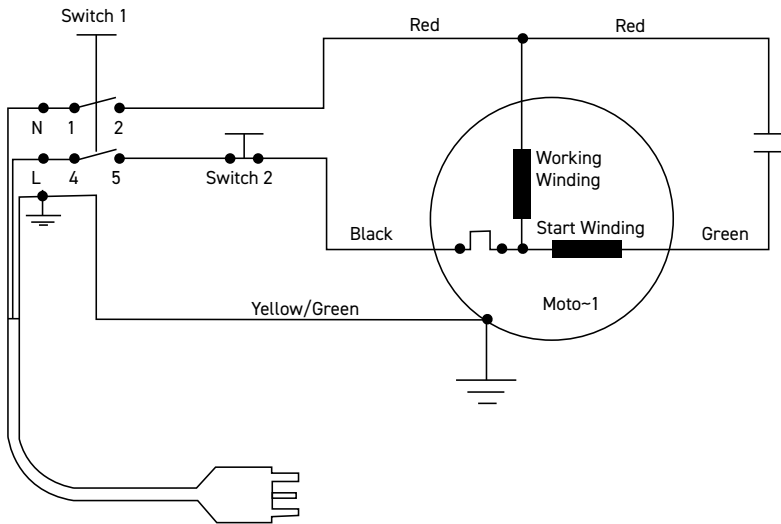 Switch 1
Red
Red
N 1 2
L 4 5
Switch 2
Working
Winding
Start Winding
Black
Green
Moto~1
Yellow/Green